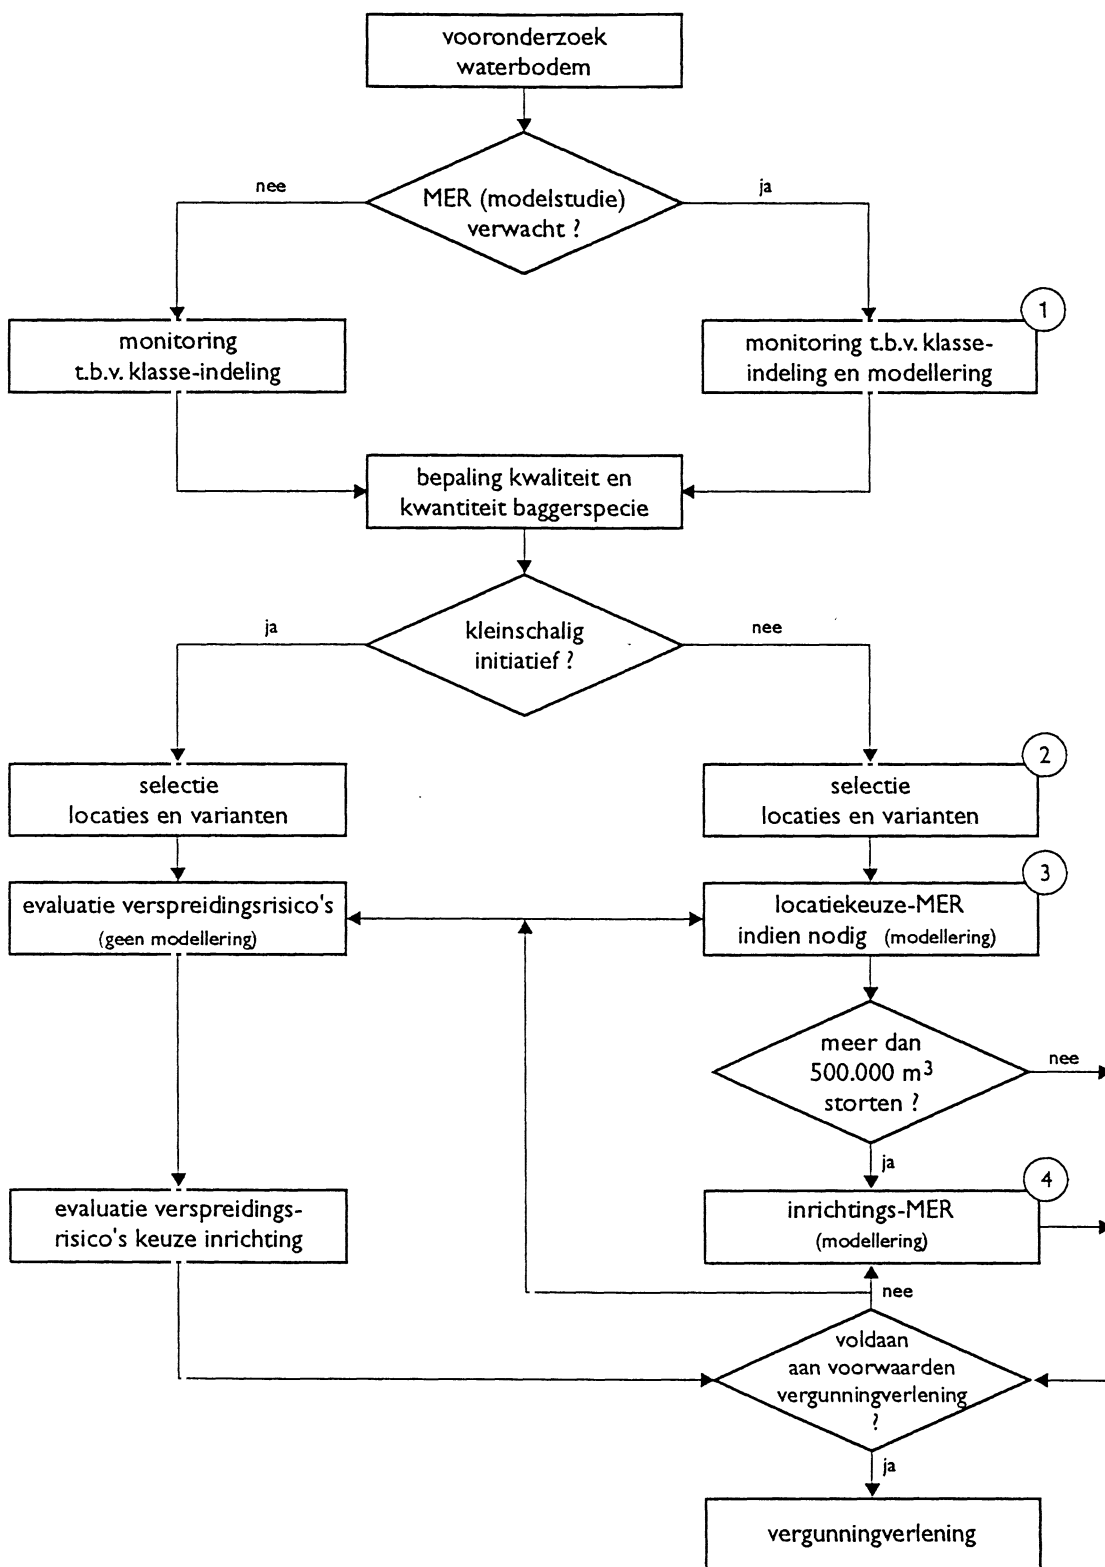 vooronderzoek
waterbodem
MER (modelstudie)
verwacht ?
nee
ja
monitoring
t.b.v. klasse-indeling
1
monitoring t.b.v. klasse-
indeling en modellering
bepaling kwaliteit en
kwantiteit baggerspecie
kleinschalig
initiatief ?
ja
nee
selectie
locaties en varianten
2
selectie
locaties en varianten
evaluatie verspreidingsrisico's
(geen modellering)
3
locatiekeuze-MER
indien nodig (modellering)
meer dan
500.000 m³
storten ?
nee
ja
evaluatie verspreidings-
risico's keuze inrichting
4
inrichtings-MER
(modellering)
nee
voldaan
aan voorwaarden
vergunningverlening
?
ja
vergunningverlening